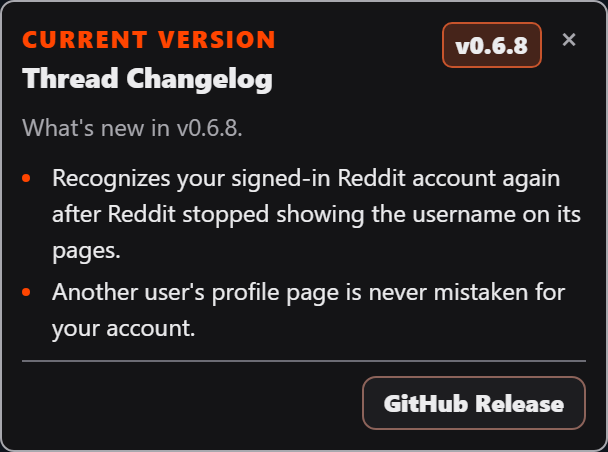 CURRENT VERSION
v0.6.8
×
Thread Changelog
What's new in v0.6.8.
• Recognizes your signed-in Reddit account again
after Reddit stopped showing the username on its
pages.
• Another user's profile page is never mistaken for
your account.
GitHub Release